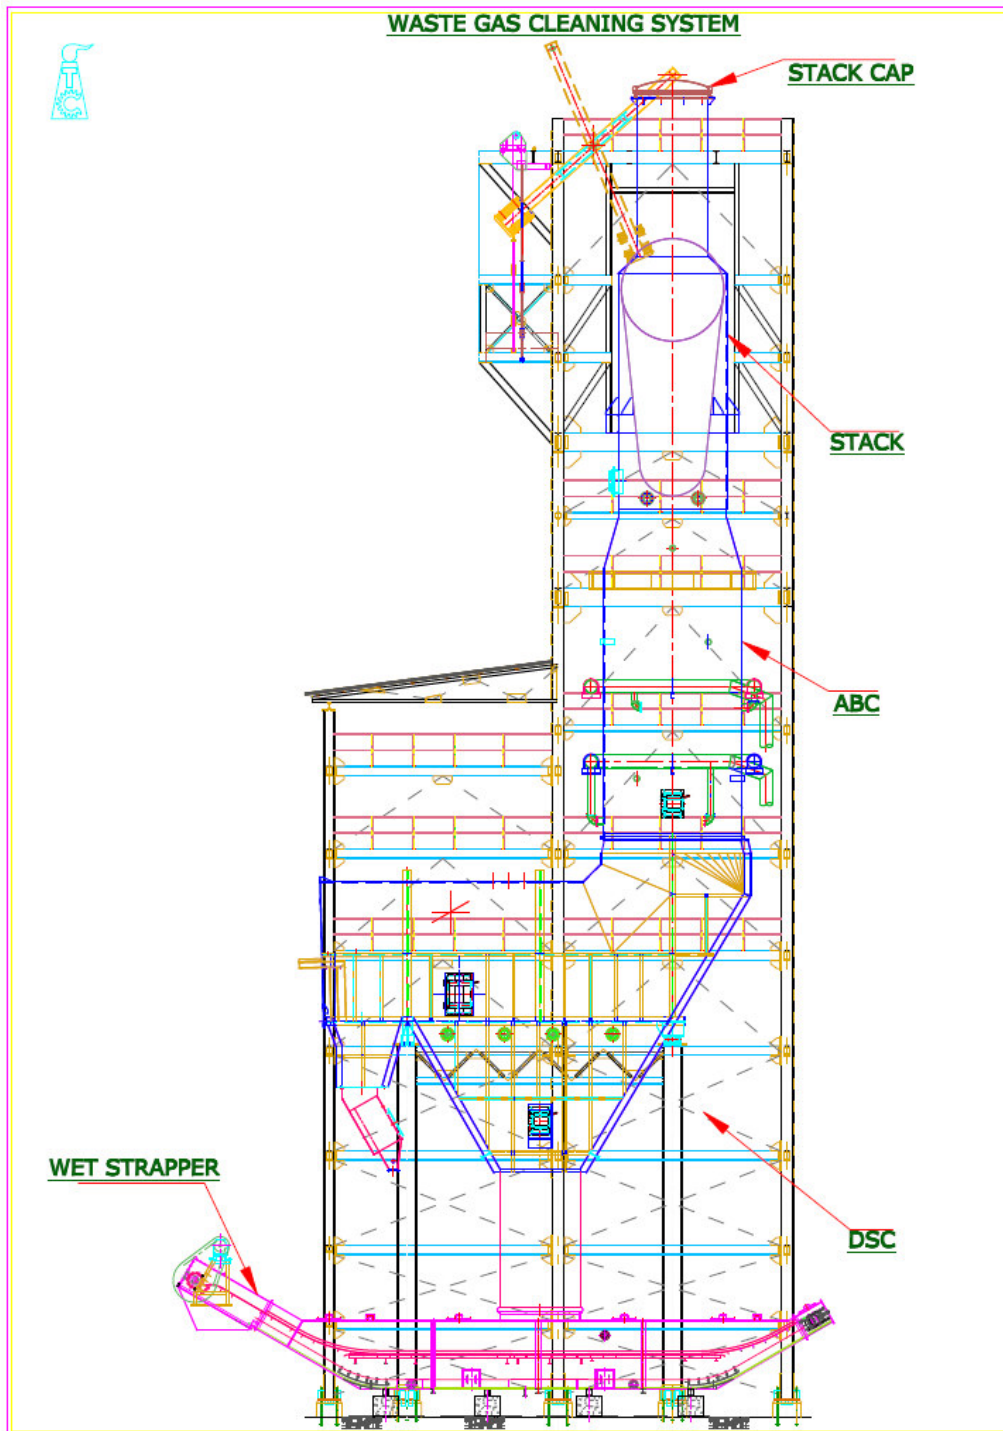 WASTE GAS CLEANING SYSTEM
STACK CAP
STACK
ABC
WET STRAPPER
DSC